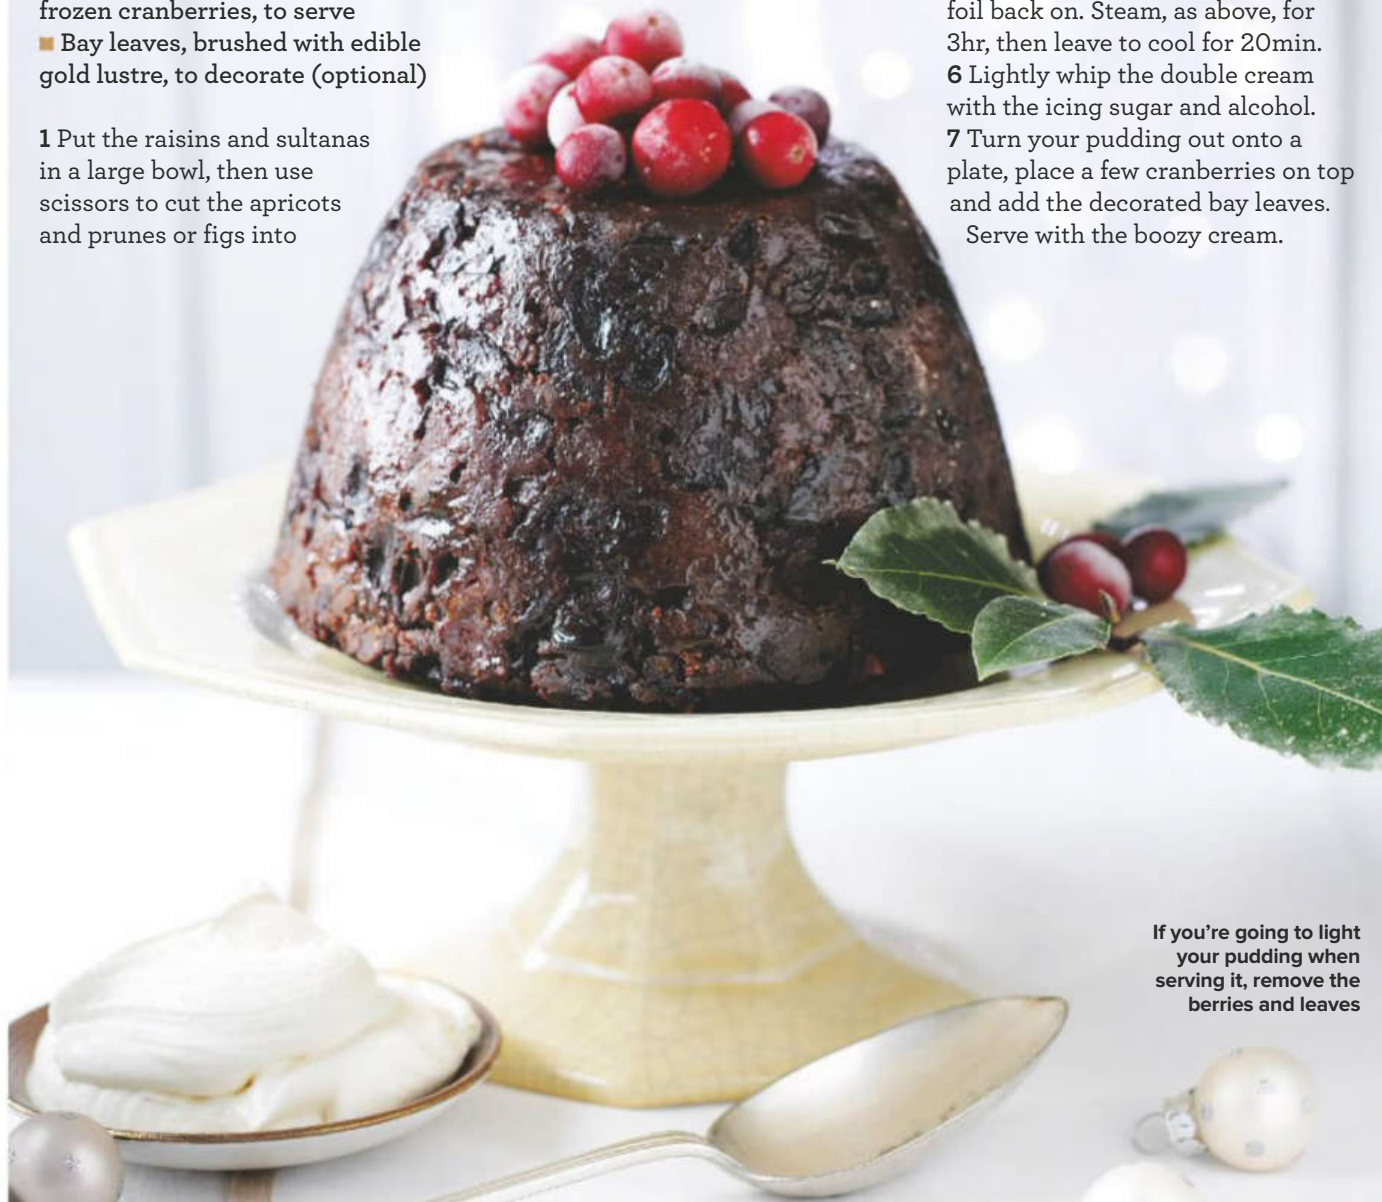 frozen cranberries, to serve
■ Bay leaves, brushed with edible
gold lustre, to decorate (optional)
1 Put the raisins and sultanas
in a large bowl, then use
scissors to cut the apricots
and prunes or figs into
foil back on. Steam, as above, for
3hr, then leave to cool for 20min.
6 Lightly whip the double cream
with the icing sugar and alcohol.
7 Turn your pudding out onto a
plate, place a few cranberries on top
and add the decorated bay leaves.
Serve with the boozy cream.
If you’re going to light
your pudding when
serving it, remove the
berries and leaves